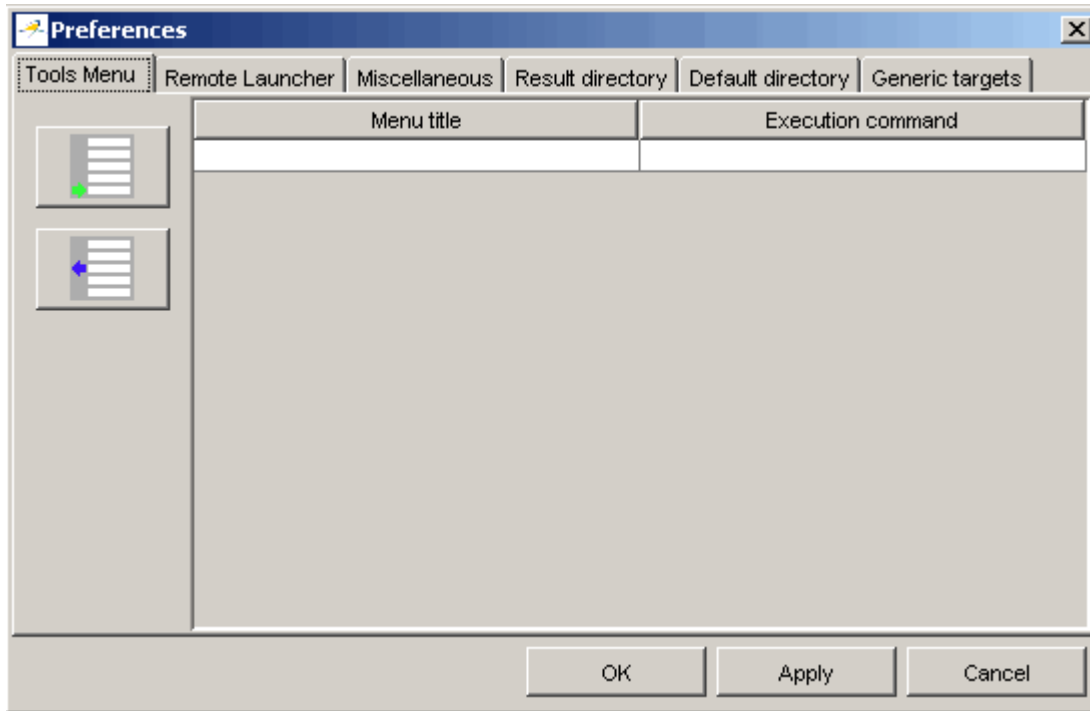 Preferences
Tools Menu Remote Launcher Miscellaneous Result directory Default directory Generic targets
Menu title Execution command
OK Apply Cancel